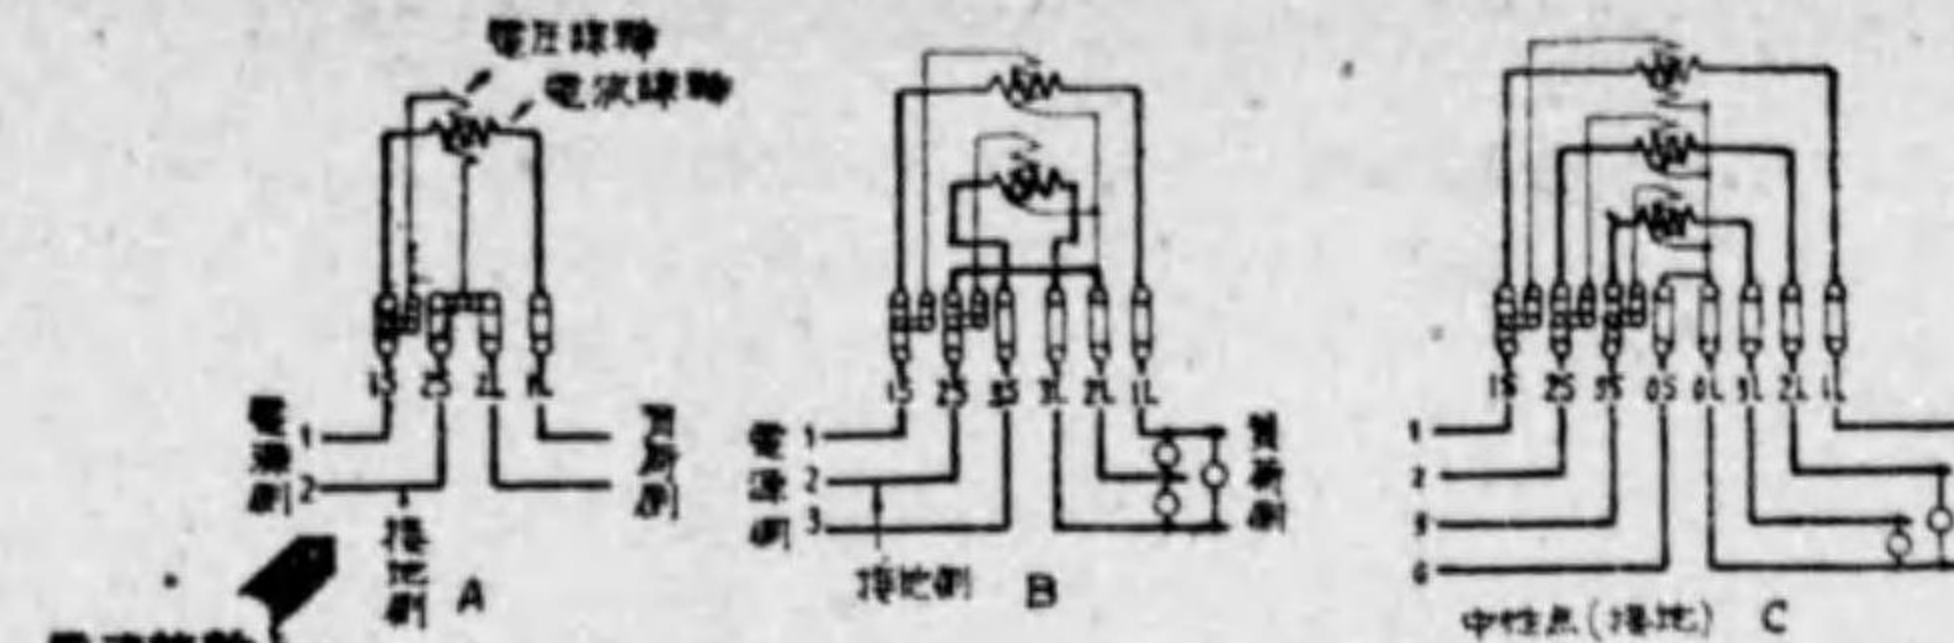 電圧線輪
電流線輪
1S 2S 2L 1L
電源側
1
2
負荷側
接地側
A
1S 2S 3S 3L 2L 1L
電源側
1
2
3
負荷側
接地側
B
1S 2S 3S 0S 0L 3L 2L 1L
1
2
3
0
中性点(接地)
C